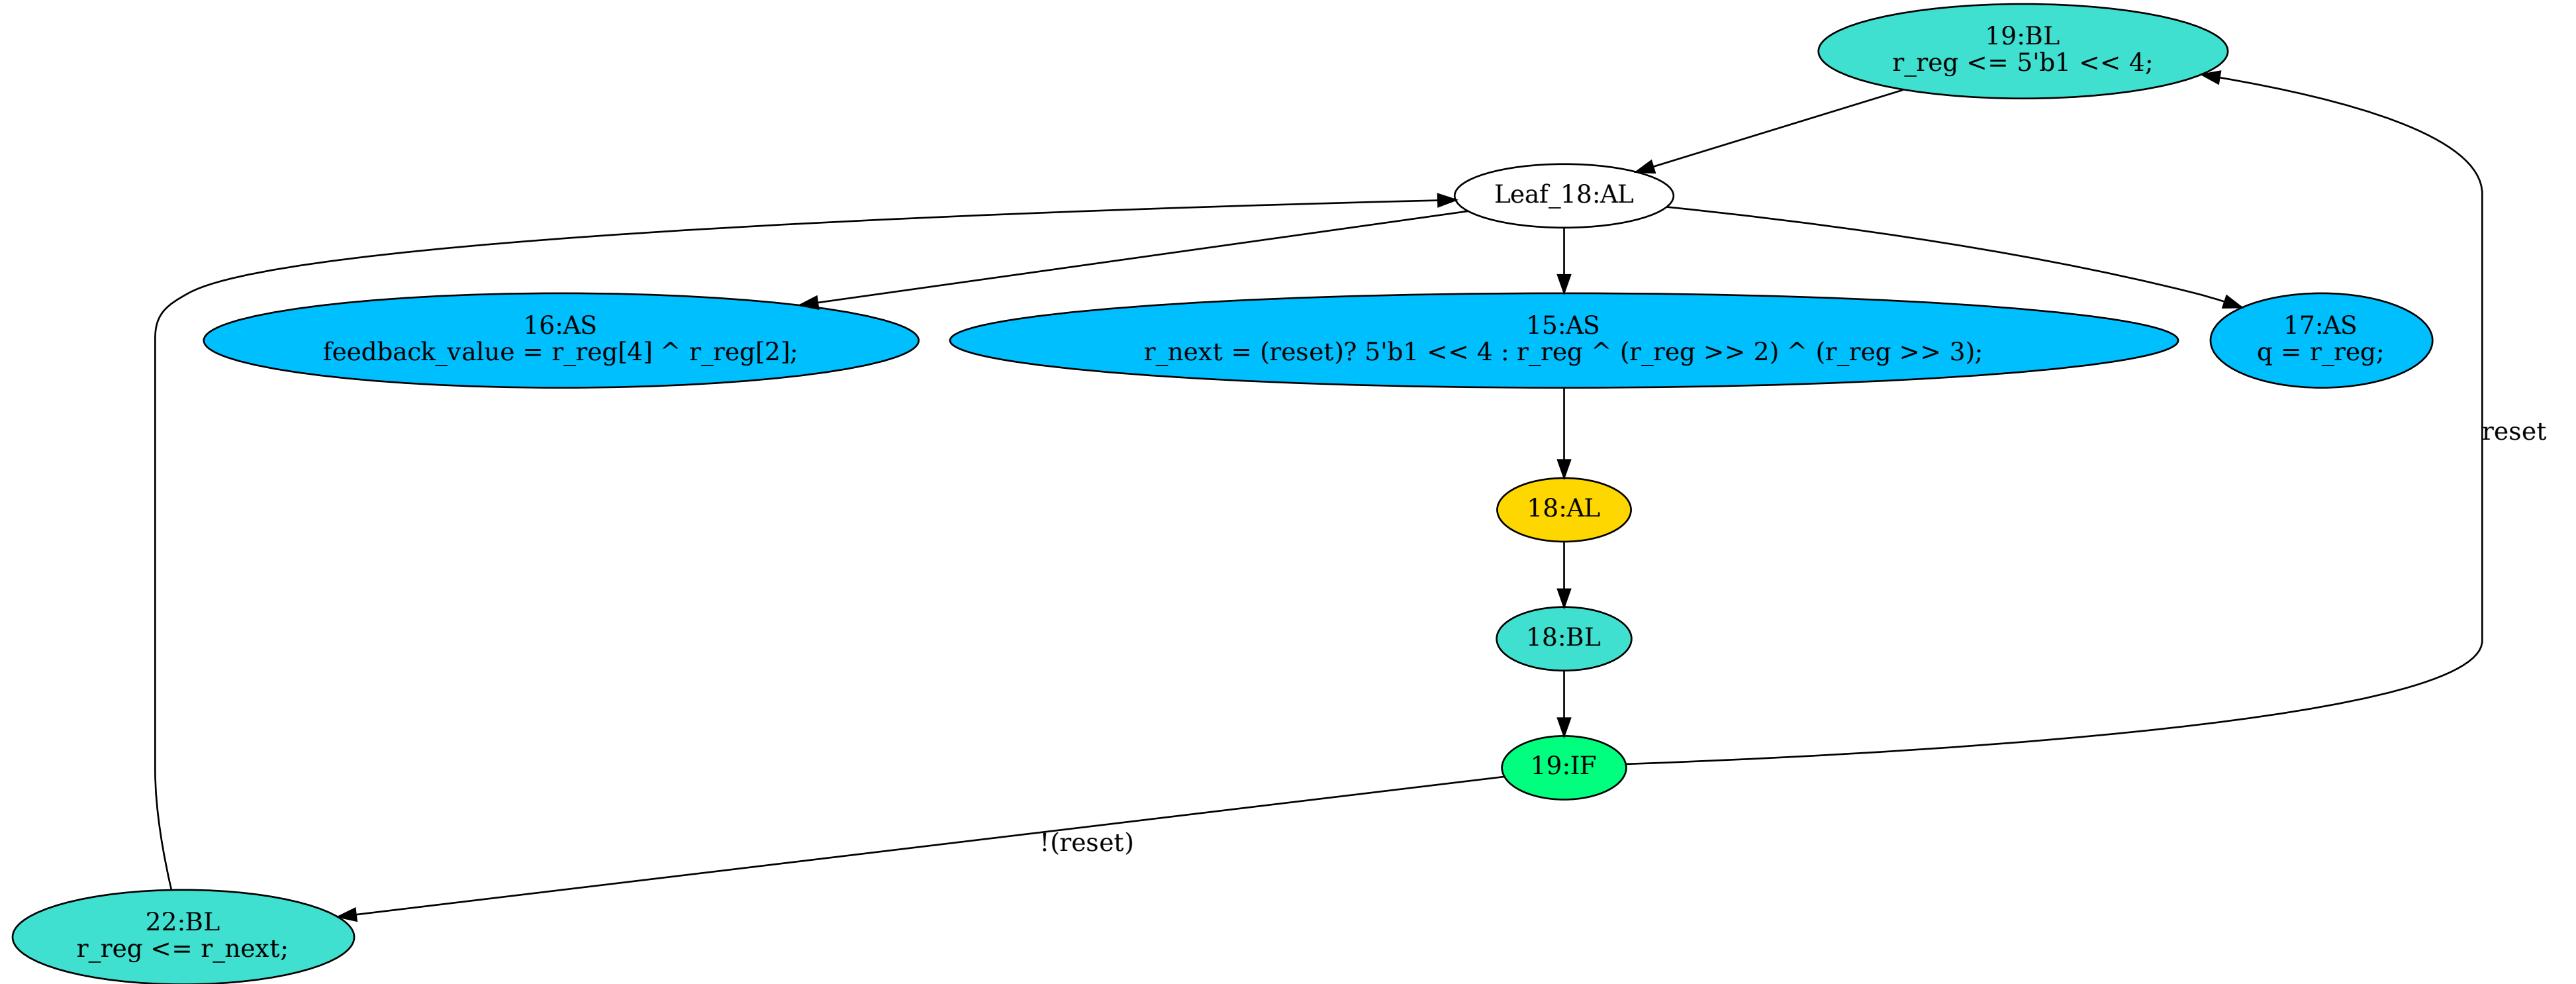 19:BL
r_reg <= 5'b1 << 4;
Leaf_18:AL
16:AS
feedback_value = r_reg[4] ^ r_reg[2];
15:AS
r_next = (reset)? 5'b1 << 4 : r_reg ^ (r_reg >> 2) ^ (r_reg >> 3);
17:AS
q = r_reg;
reset
18:AL
18:BL
19:IF
!(reset)
22:BL
r_reg <= r_next;